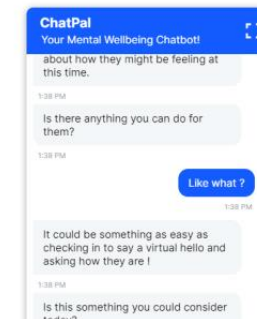 ChatPal
Your Mental Wellbeing Chatbot!
about how they might be feeling at
this time.
1:38 PM
Is there anything you can do for
them?
1:38 PM
Like what ?
1:38 PM
It could be something as easy as
checking in to say a virtual hello and
asking how they are !
1:38 PM
Is this something you could consider
today?